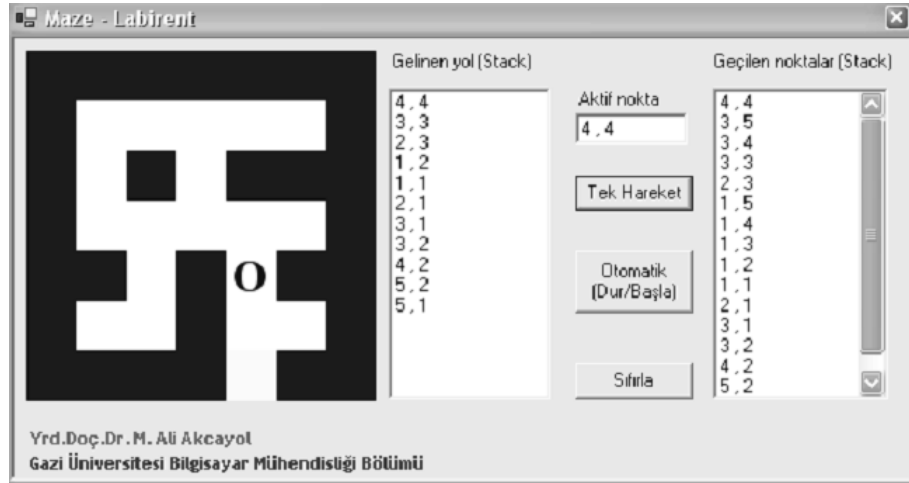 Maze - Labirent
Gelinen yol (Stack)
4 , 4
3 , 3
2 , 3
1 , 2
1 , 1
2 , 1
3 , 1
3 , 2
4 , 2
5 , 2
5 , 1
Aktif nokta
4 , 4
Tek Hareket
Otomatik
(Dur/Başla)
Sıfırla
Geçilen noktalar (Stack)
4 , 4
3 , 5
3 , 4
3 , 3
2 , 3
1 , 5
1 , 4
1 , 3
1 , 2
1 , 1
2 , 1
3 , 1
3 , 2
4 , 2
5 , 2
O
Yrd.Doç.Dr. M. Ali Akcayol
Gazi Üniversitesi Bilgisayar Mühendisliği Bölümü